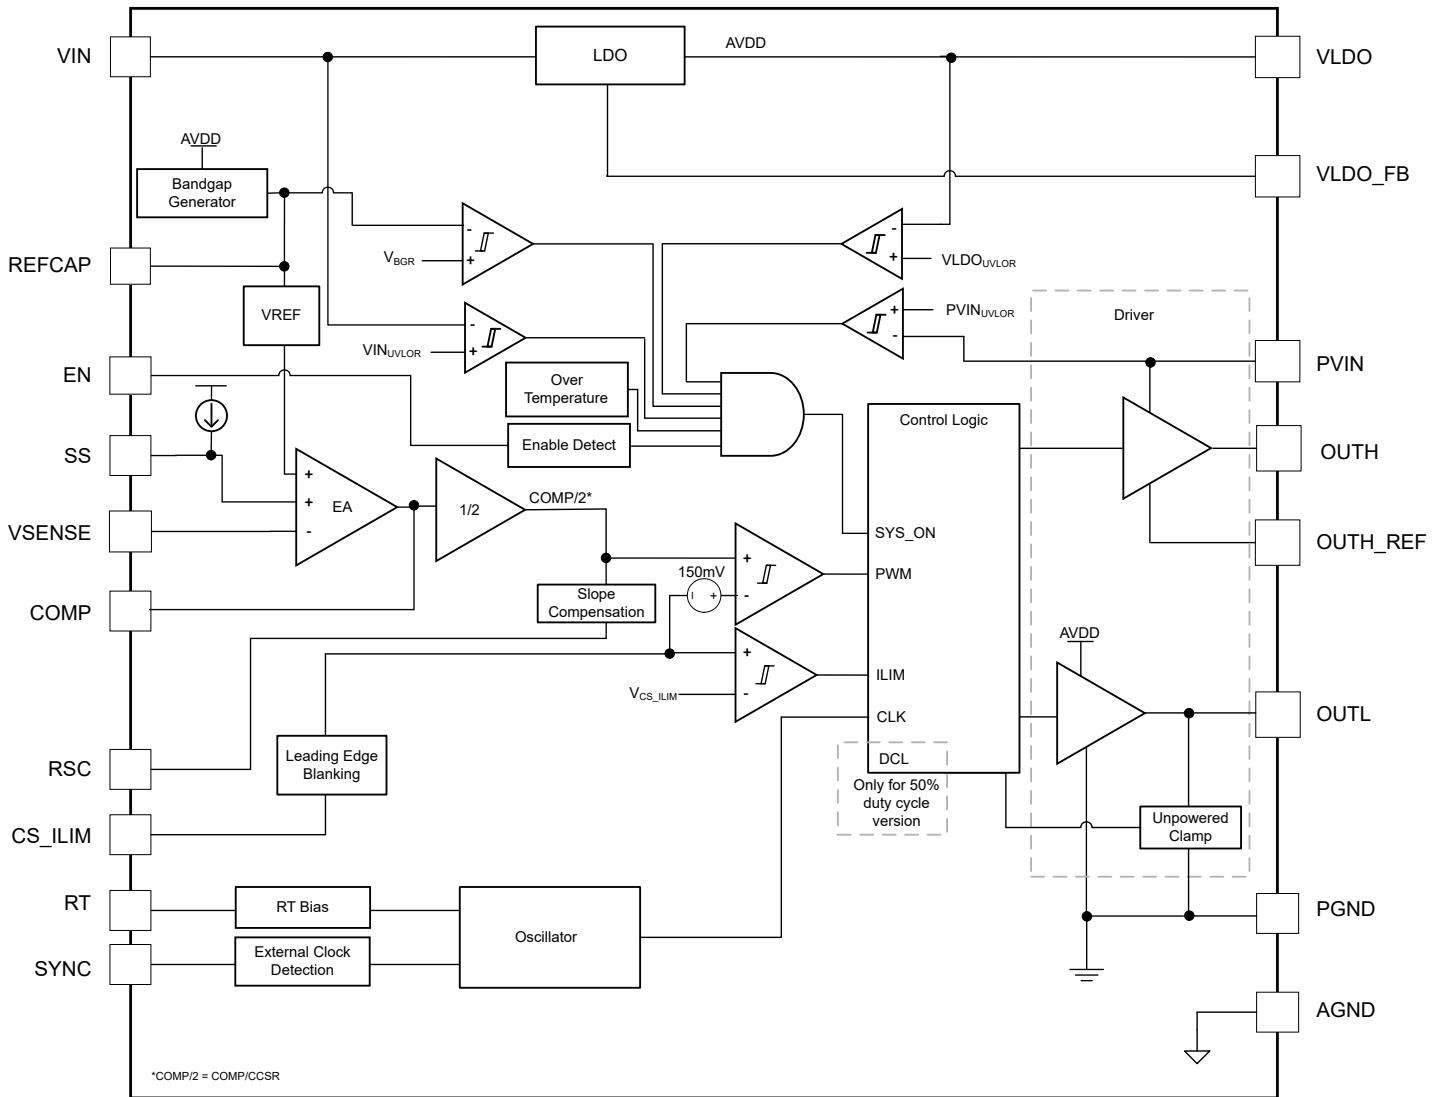 VIN
LDO
AVDD
VLDO
AVDD
Bandgap
Generator
VLDO_FB
REFCAP
-
VBGR
+
-
+
VLDOUVLOR
VREF
-
VINUVLOR
+
+
PVINUVLOR
-
Driver
EN
Over
Temperature
PVIN
Enable Detect
Control Logic
SS
+
+
-
EA
1/2
COMP/2*
OUTH
VSENSE
SYS_ON
OUTH_REF
COMP
Slope
Compensation
150mV
- +
+
-
PWM
+
-
VCS_ILIM
ILIM
AVDD
CLK
OUTL
RSC
Leading Edge
Blanking
DCL
Only for 50%
duty cycle
version
CS_ILIM
Unpowered
Clamp
RT
RT Bias
Oscillator
PGND
SYNC
External Clock
Detection
AGND
*COMP/2 = COMP/CCSR